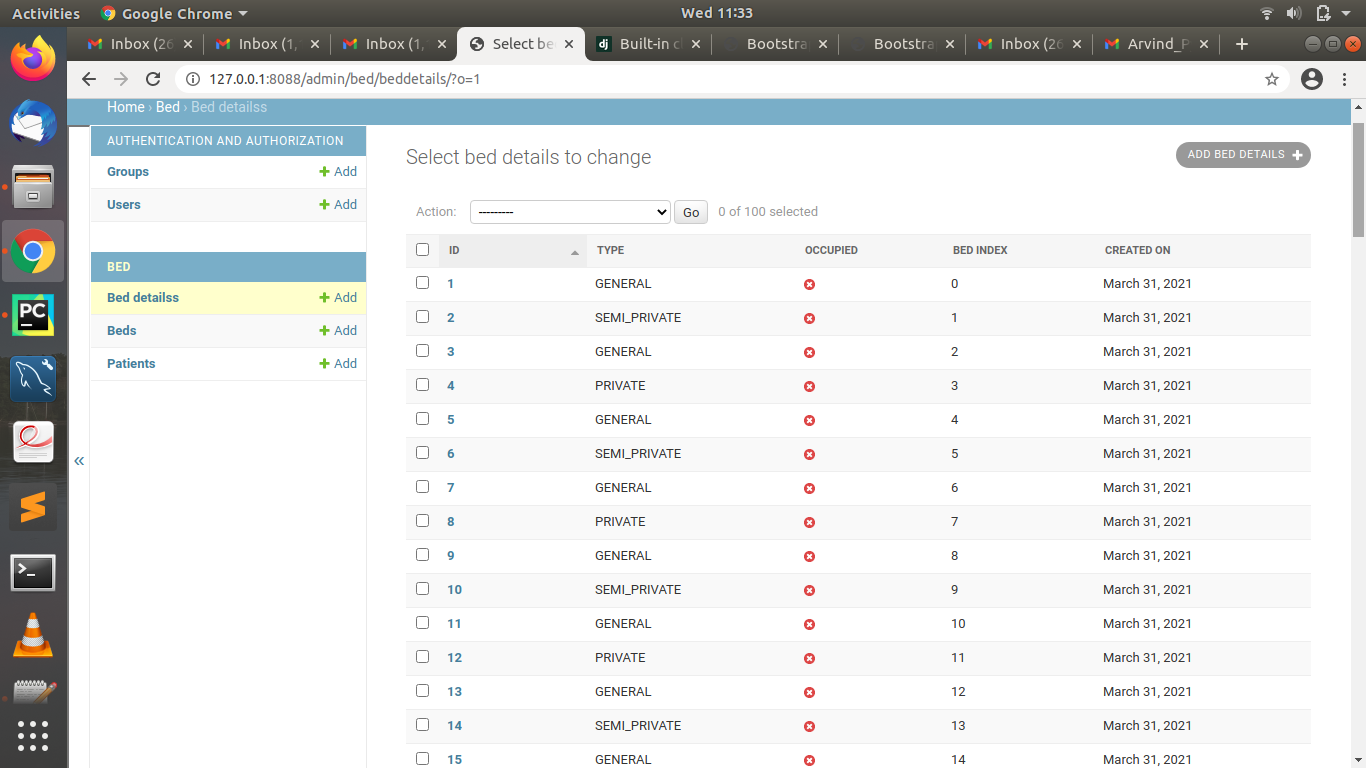 Activities Google Chrome Wed 11:33
Inbox (26 Inbox (1, Inbox (1, Select be Built-in c Bootstra Bootstra Inbox (26 Arvind_P
127.0.0.1:8088/admin/bed/beddetails/?o=1
Home › Bed › Bed detailss
AUTHENTICATION AND AUTHORIZATION
Groups Add
Users Add
BED
Bed detailss Add
Beds Add
Patients Add
«
Select bed details to change
ADD BED DETAILS
Action: --------- Go 0 of 100 selected
ID TYPE OCCUPIED BED INDEX CREATED ON
1 GENERAL 0 March 31, 2021
2 SEMI_PRIVATE 1 March 31, 2021
3 GENERAL 2 March 31, 2021
4 PRIVATE 3 March 31, 2021
5 GENERAL 4 March 31, 2021
6 SEMI_PRIVATE 5 March 31, 2021
7 GENERAL 6 March 31, 2021
8 PRIVATE 7 March 31, 2021
9 GENERAL 8 March 31, 2021
10 SEMI_PRIVATE 9 March 31, 2021
11 GENERAL 10 March 31, 2021
12 PRIVATE 11 March 31, 2021
13 GENERAL 12 March 31, 2021
14 SEMI_PRIVATE 13 March 31, 2021
15 GENERAL 14 March 31, 2021
dj
PC